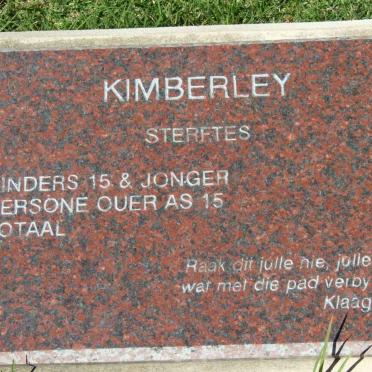 KIMBERLEY
STERFTES
INDERS 15 & JONGER
ERSONE OUER AS 15
OTAAL
Raak dit julle nie, julle
wat met die pad verby
Klaag